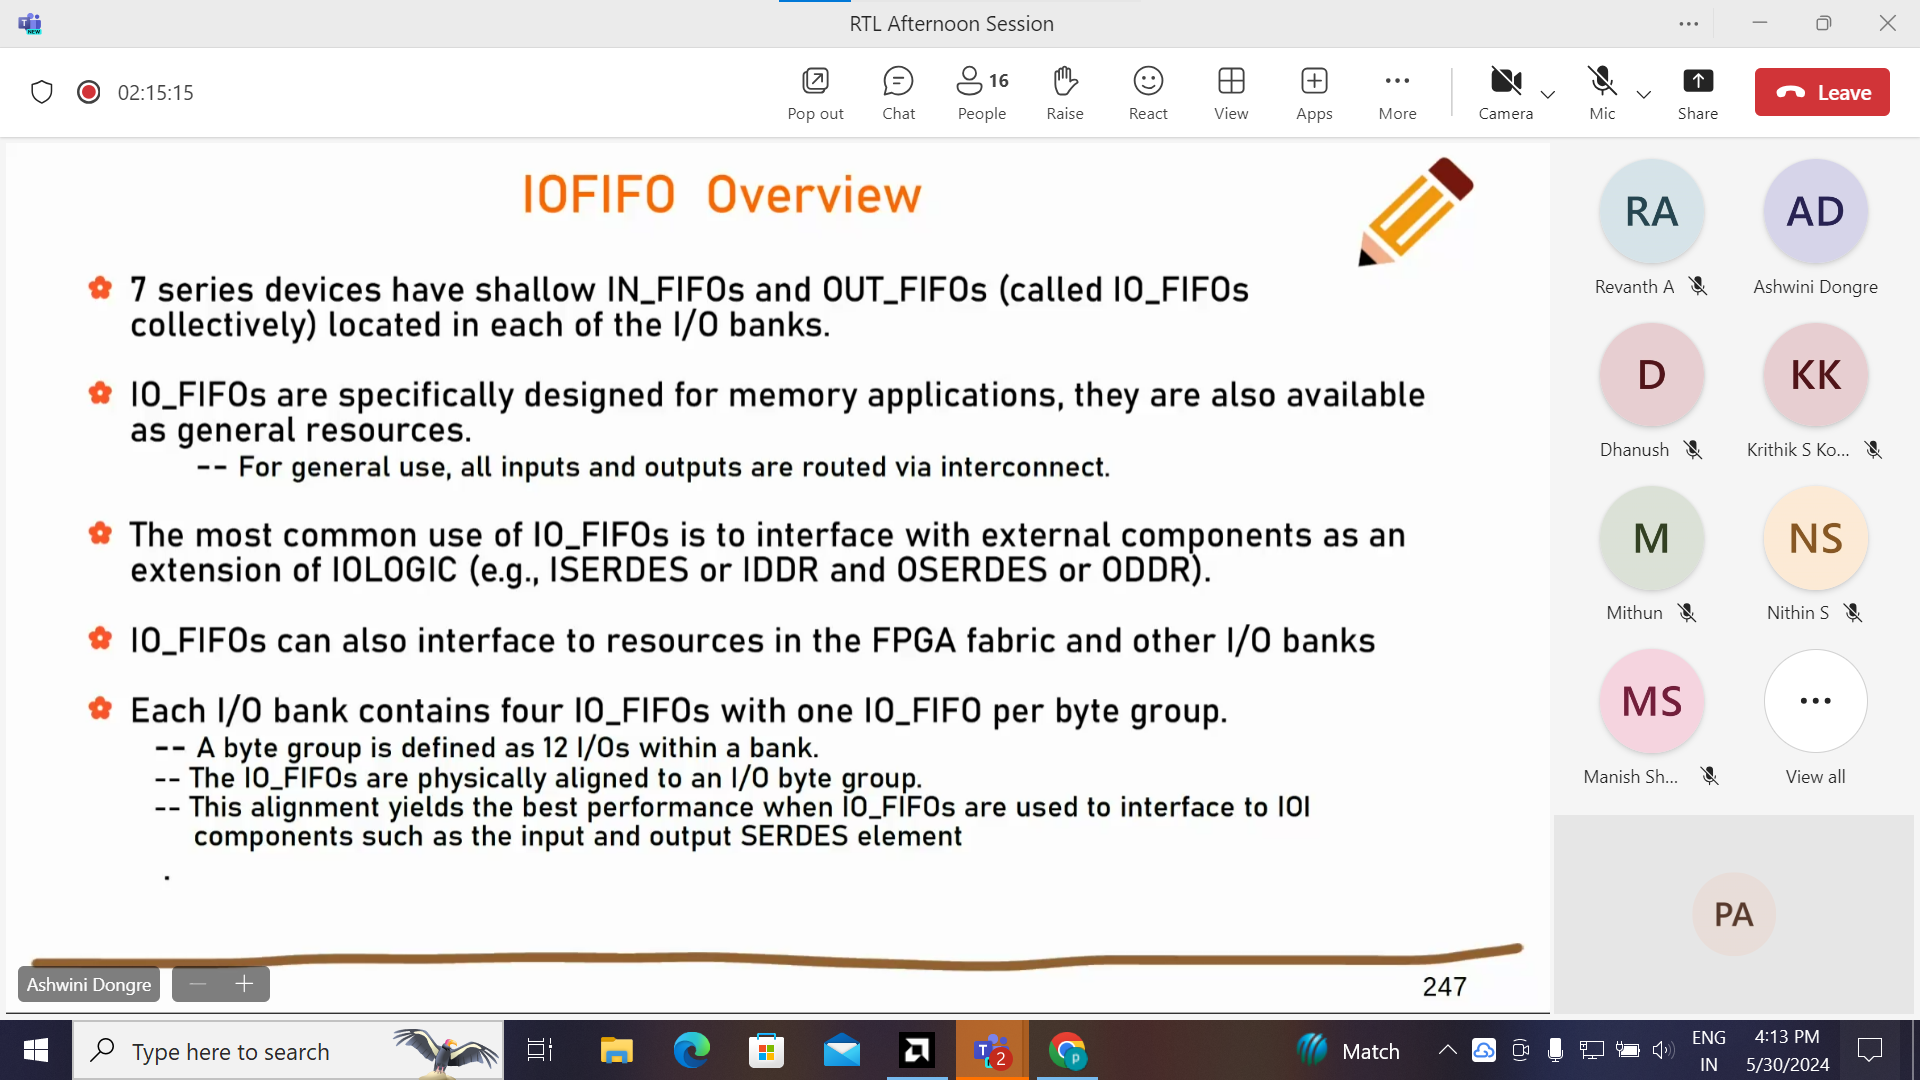 RTL Afternoon Session
NEW
02:15:15
Pop out
Chat
16
People
Raise
React
View
Apps
More
Camera
Mic
Share
Leave
IOFIFO Overview
7 series devices have shallow IN_FIFOs and OUT_FIFOs (called IO_FIFOs
collectively) located in each of the I/O banks.
IO_FIFOs are specifically designed for memory applications, they are also available
as general resources.
-- For general use, all inputs and outputs are routed via interconnect.
The most common use of IO_FIFOs is to interface with external components as an
extension of IOLOGIC (e.g., ISERDES or IDDR and OSERDES or ODDR).
IO_FIFOs can also interface to resources in the FPGA fabric and other I/O banks
Each I/O bank contains four IO_FIFOs with one IO_FIFO per byte group.
-- A byte group is defined as 12 I/Os within a bank.
-- The IO_FIFOs are physically aligned to an I/O byte group.
-- This alignment yields the best performance when IO_FIFOs are used to interface to IOI
components such as the input and output SERDES element
.
247
Ashwini Dongre
RA
Revanth A
AD
Ashwini Dongre
D
Dhanush
KK
Krithik S Ko...
M
Mithun
NS
Nithin S
MS
Manish Sh...
View all
PA
Type here to search
2
p
Match
ENG
IN
4:13 PM
5/30/2024